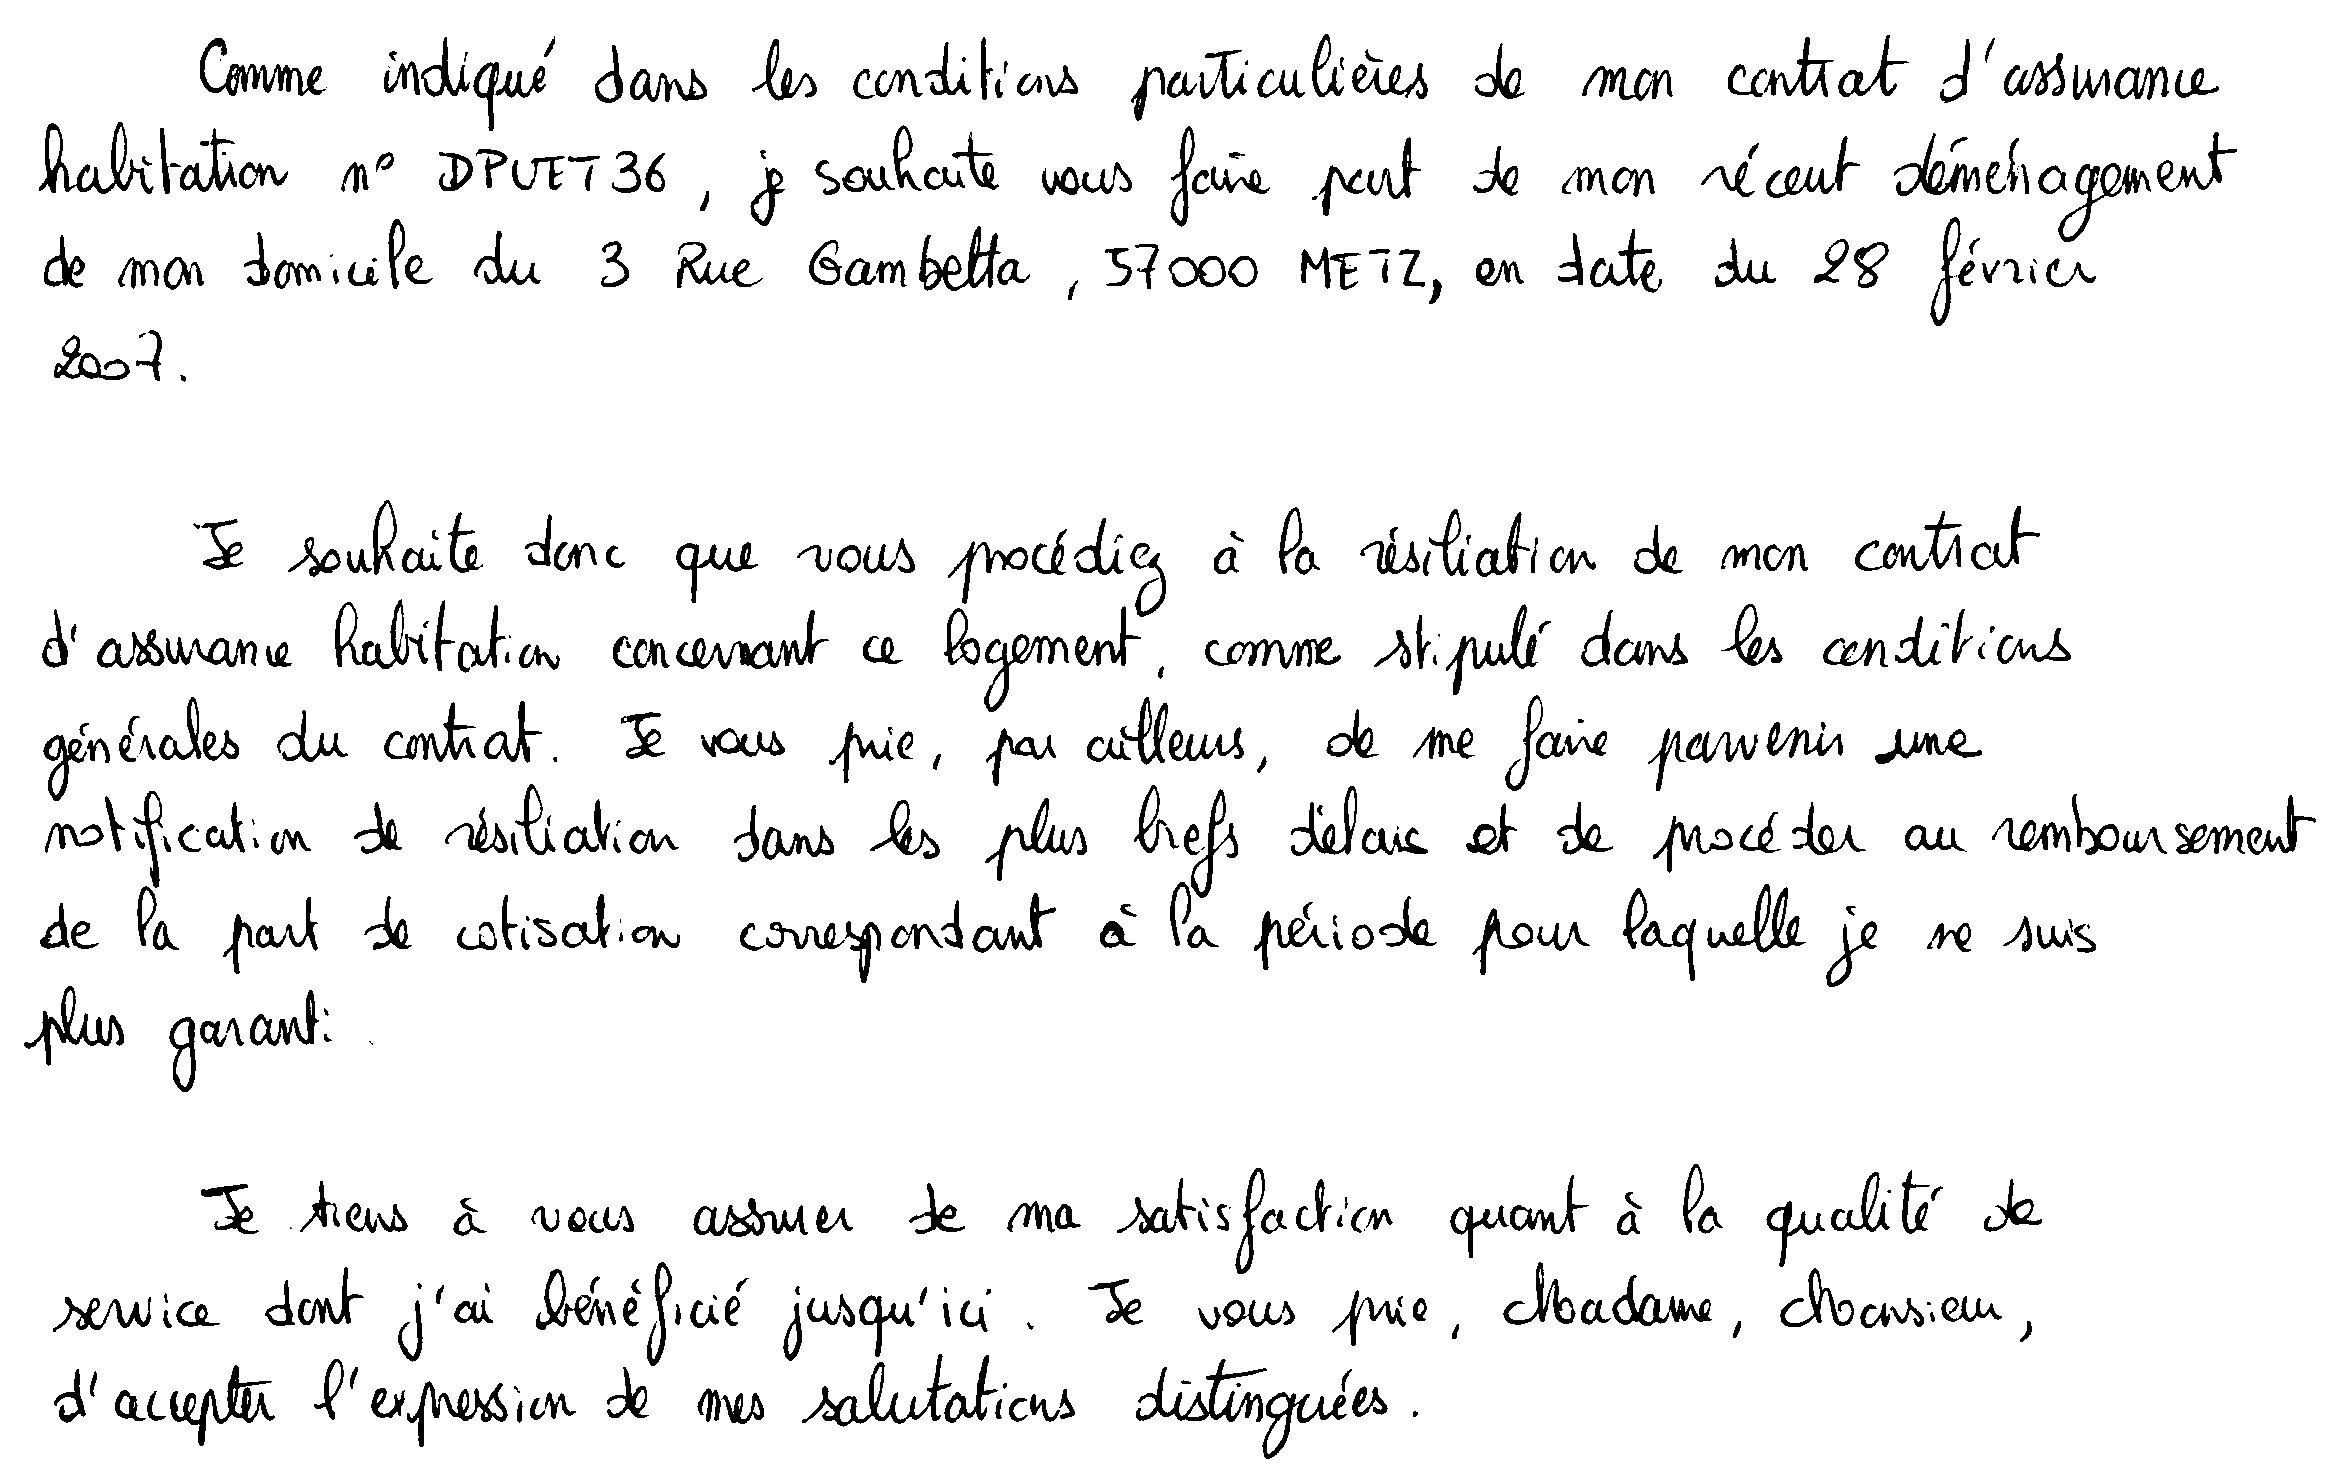 Comme indiqué dans les conditions particulières de mon contrat d'assurance
habitation n° DPUET36, je souhaite vous faire part de mon récent déménagement
de mon domicile du 3 Rue Gambetta, 57000 METZ, en date du 28 février
2007.
Je souhaite donc que vous procédiez à la résiliation de mon contrat
d'assurance habitation concernant ce logement, comme stipulé dans les conditions
générales du contrat. Je vous prie, par ailleurs, de me faire parvenir une
notification de résiliation dans les plus brefs délais et de procéder au remboursement
de la part de cotisation correspondant à la période pour laquelle je ne suis
plus garanti.
Je tiens à vous assurer de ma satisfaction quant à la qualité de
service dont j'ai bénéficié jusqu'ici. Je vous prie, Madame, Monsieur,
d'accepter l'expression de mes salutations distinguées.